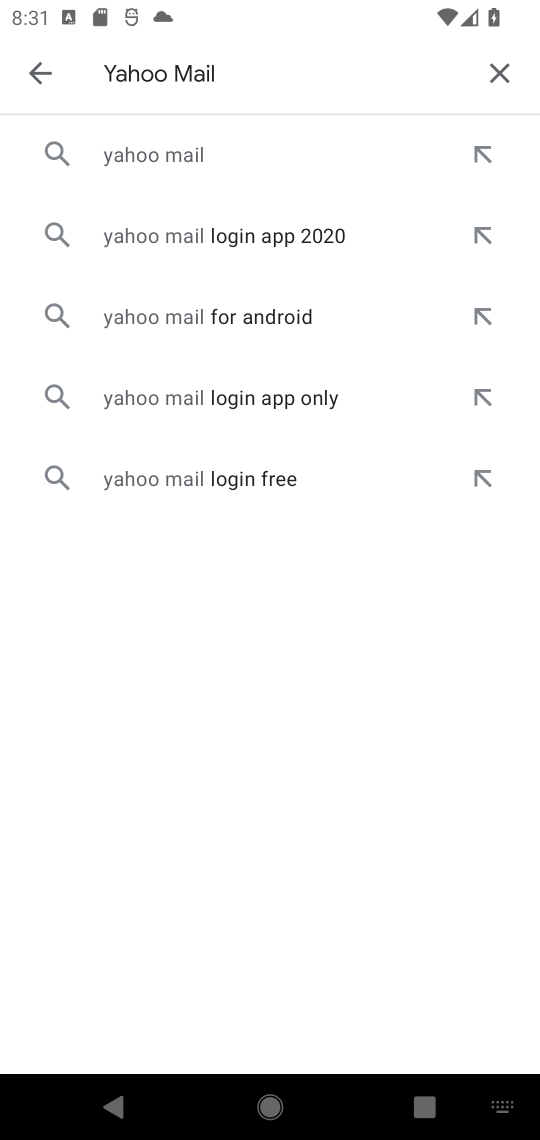 8:31
Yahoo Mail
yahoo mail
yahoo mail login app 2020
yahoo mail for android
yahoo mail login app only
yahoo mail login free